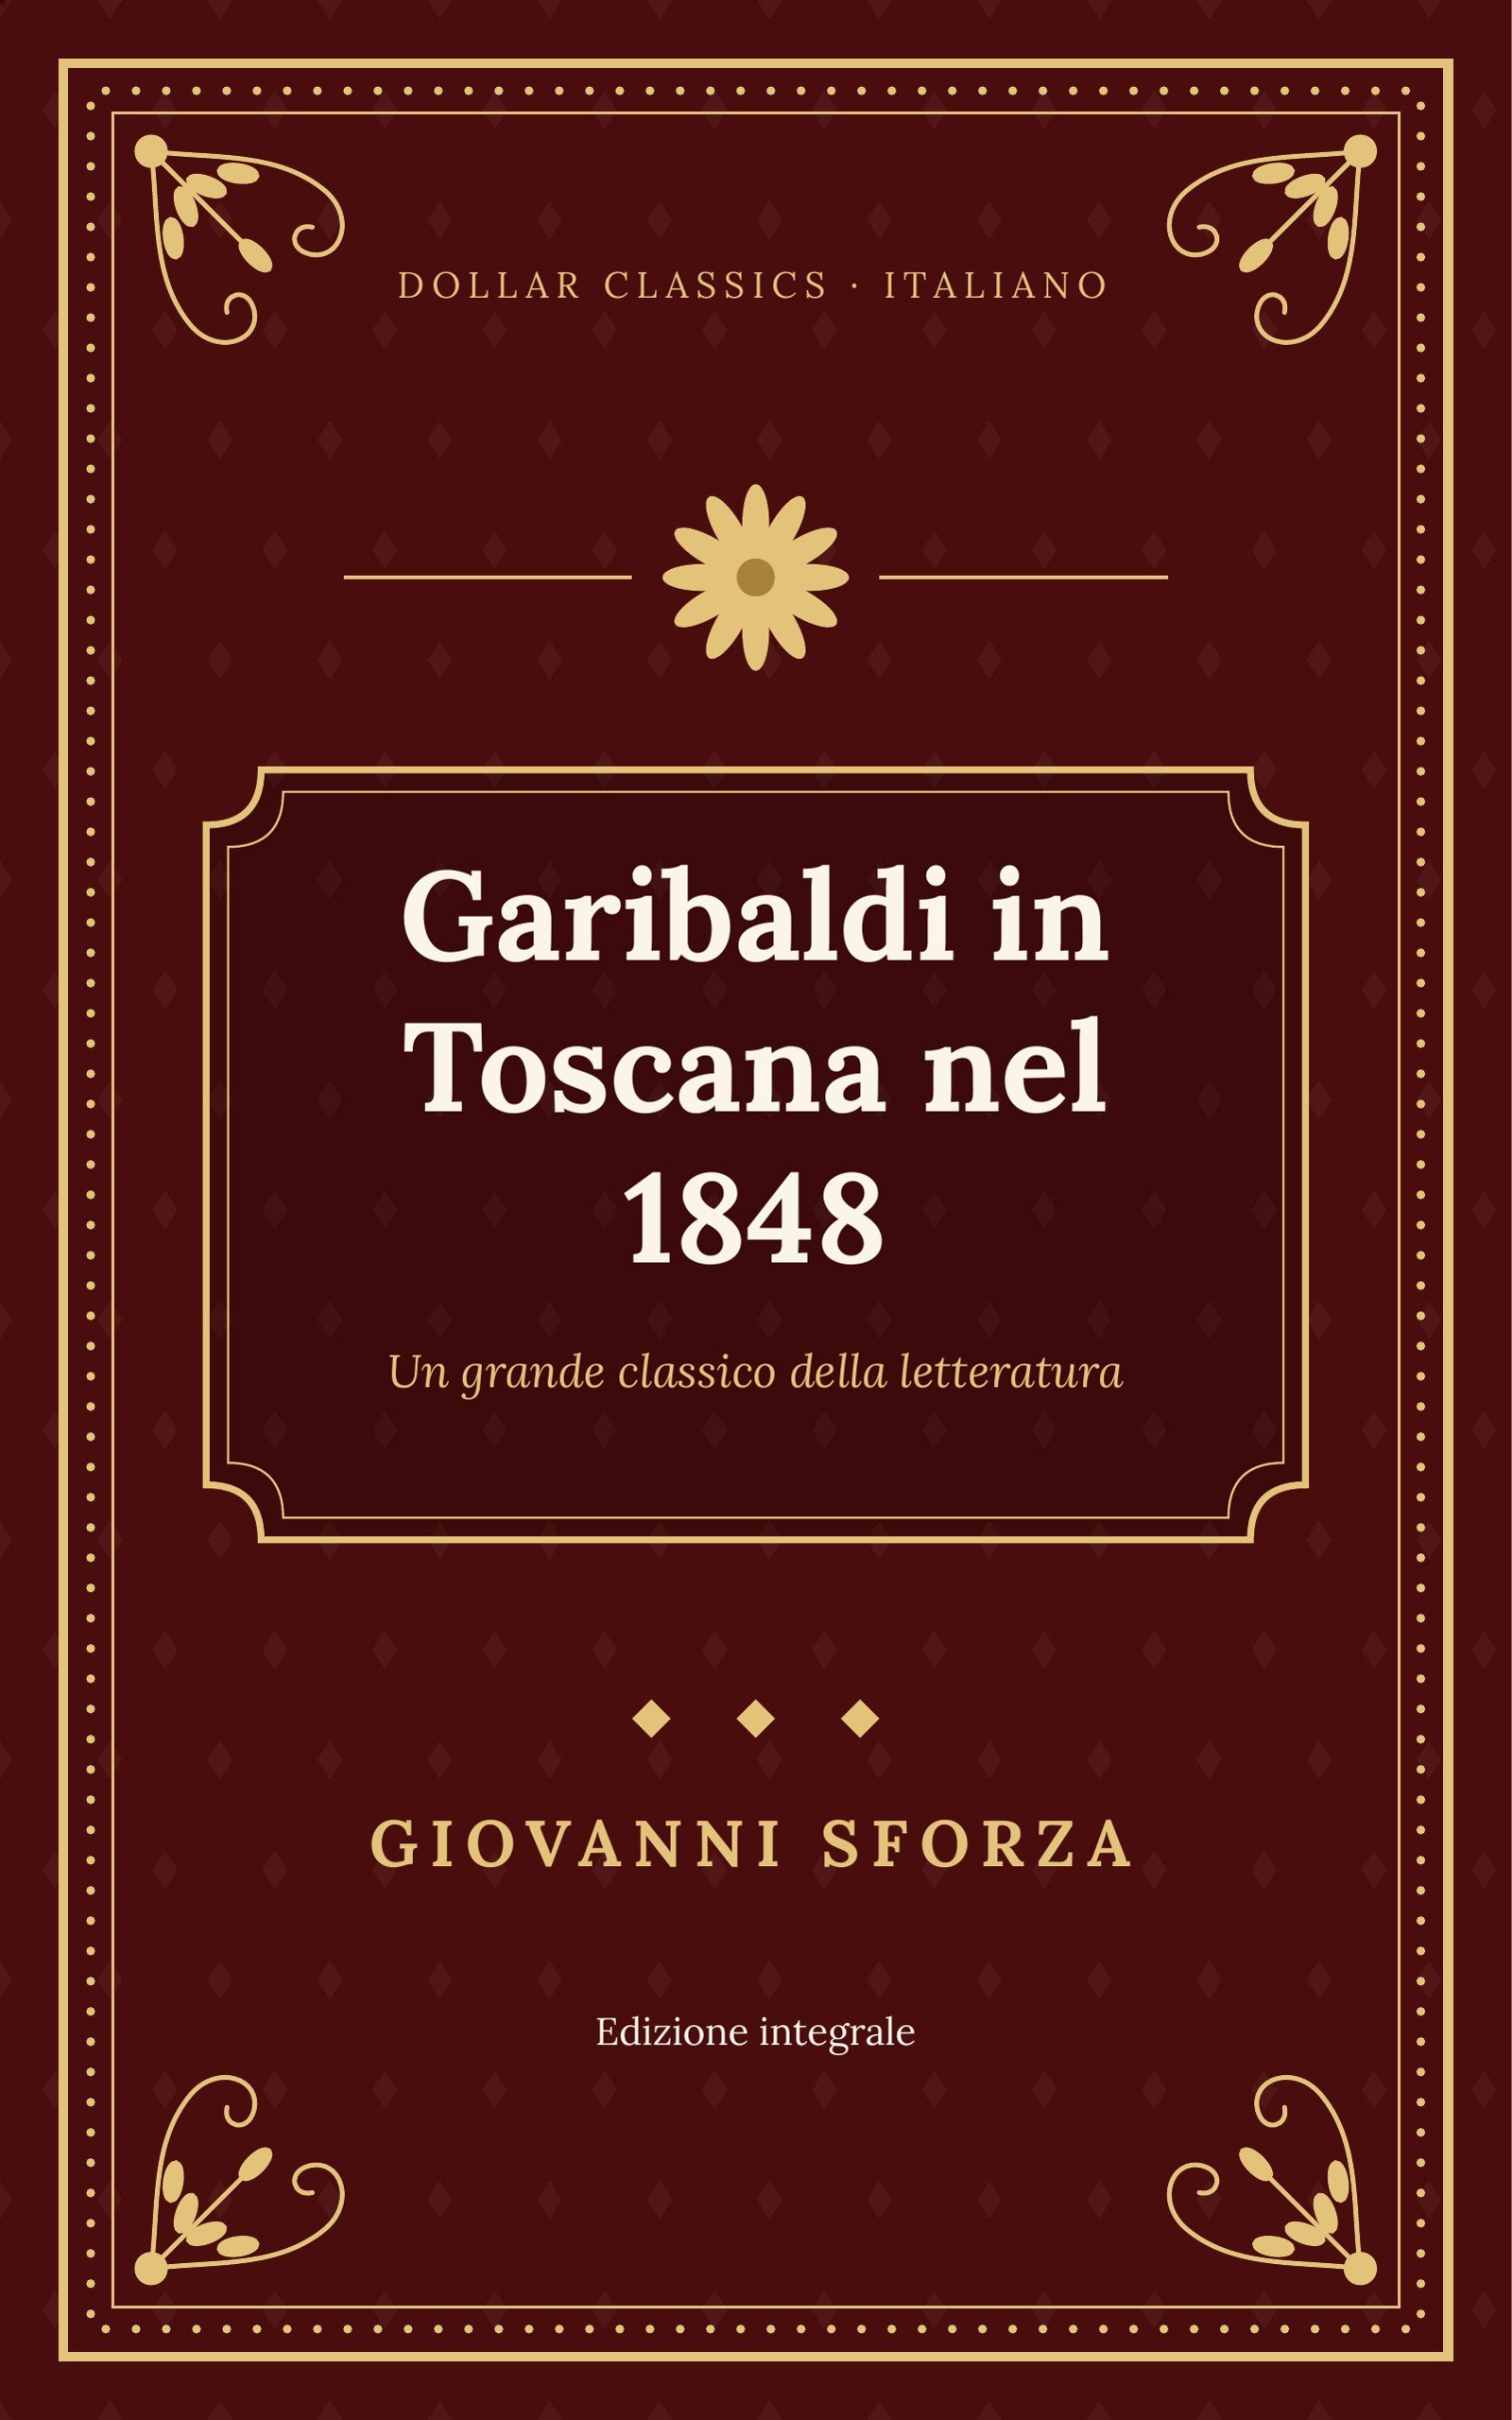 DOLLAR CLASSICS · ITALIANO
Garibaldi in
Toscana nel
1848
Un grande classico della letteratura
GIOVANNI SFORZA
Edizione integrale